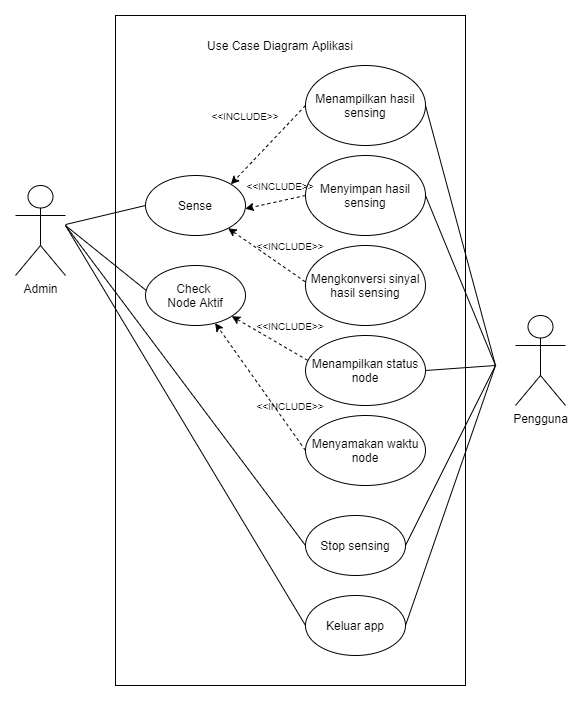 Use Case Diagram Aplikasi
Menampilkan hasil
sensing
<<INCLUDE>>
Sense
<<INCLUDE>>
Menyimpan hasil
sensing
<<INCLUDE>>
Mengkonversi sinyal
hasil sensing
Admin
Check
Node Aktif
<<INCLUDE>>
Menampilkan status
node
Pengguna
<<INCLUDE>>
Menyamakan waktu
node
Stop sensing
Keluar app